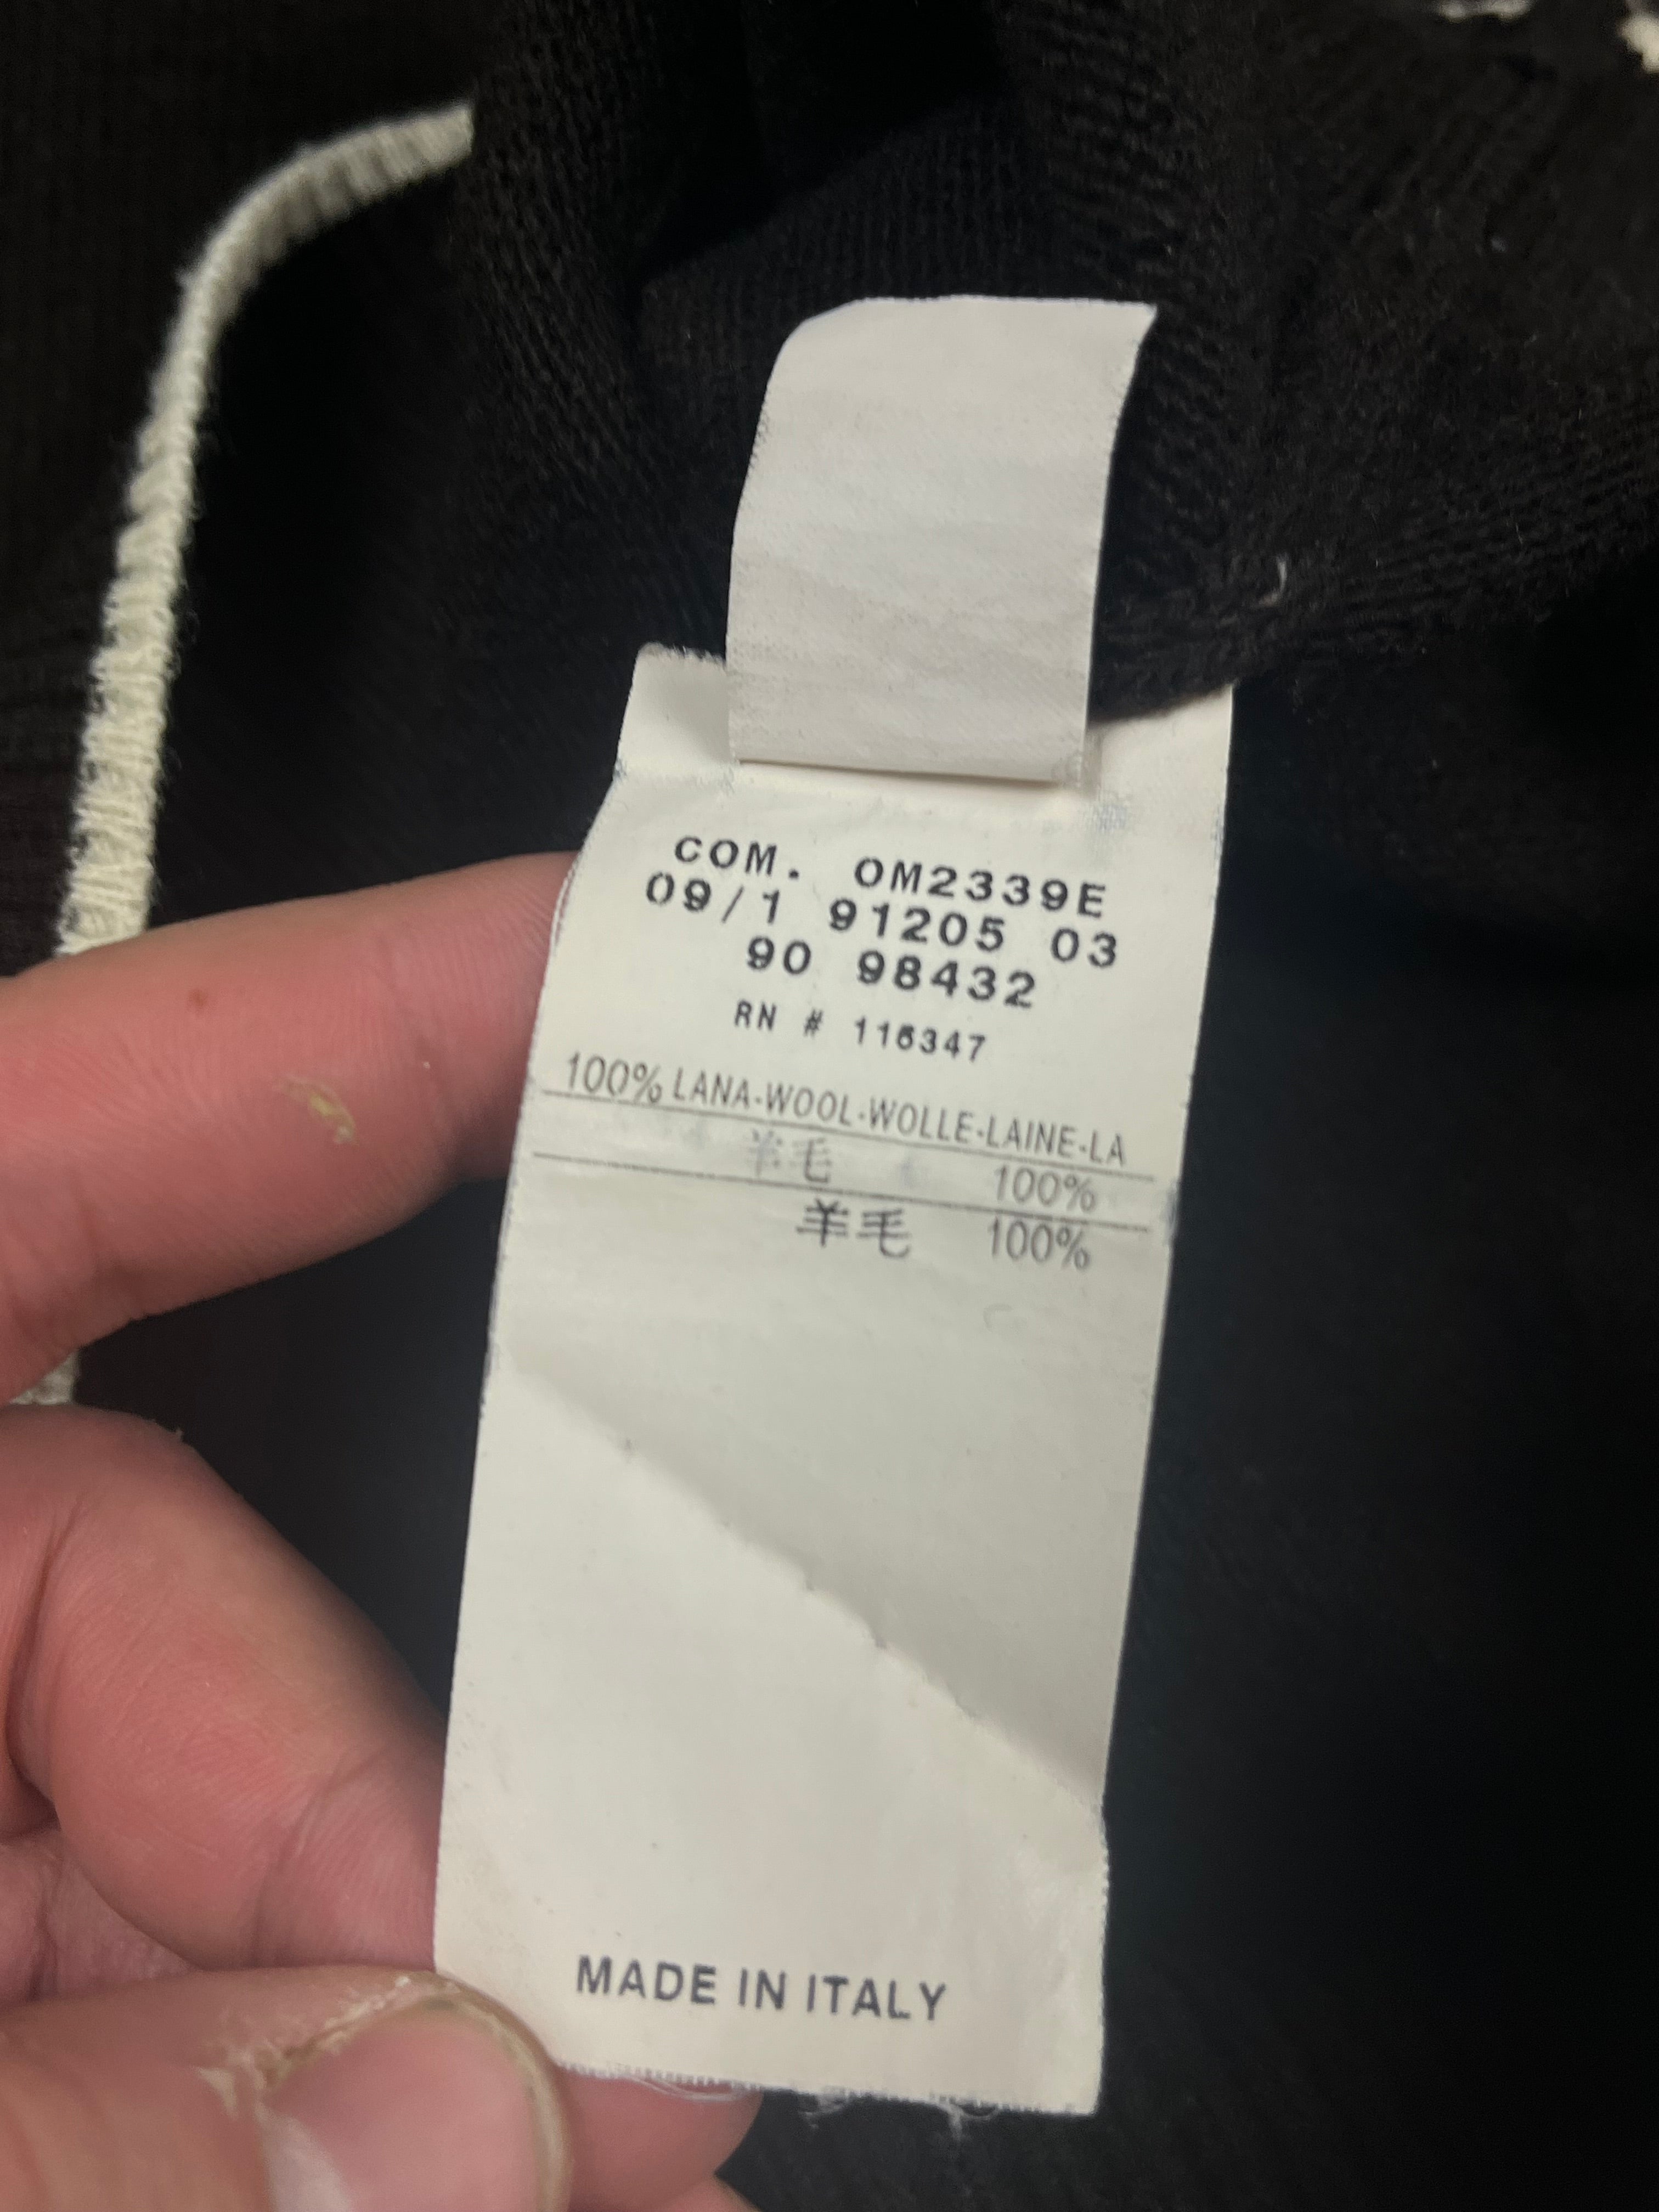 COM. OM2339E
09/1 91205 03
90 98432
RN # 115347
100% LANA-WOOL-WOLLE-LAINE-LA
羊毛 100%
羊毛 100%
MADE IN ITALY